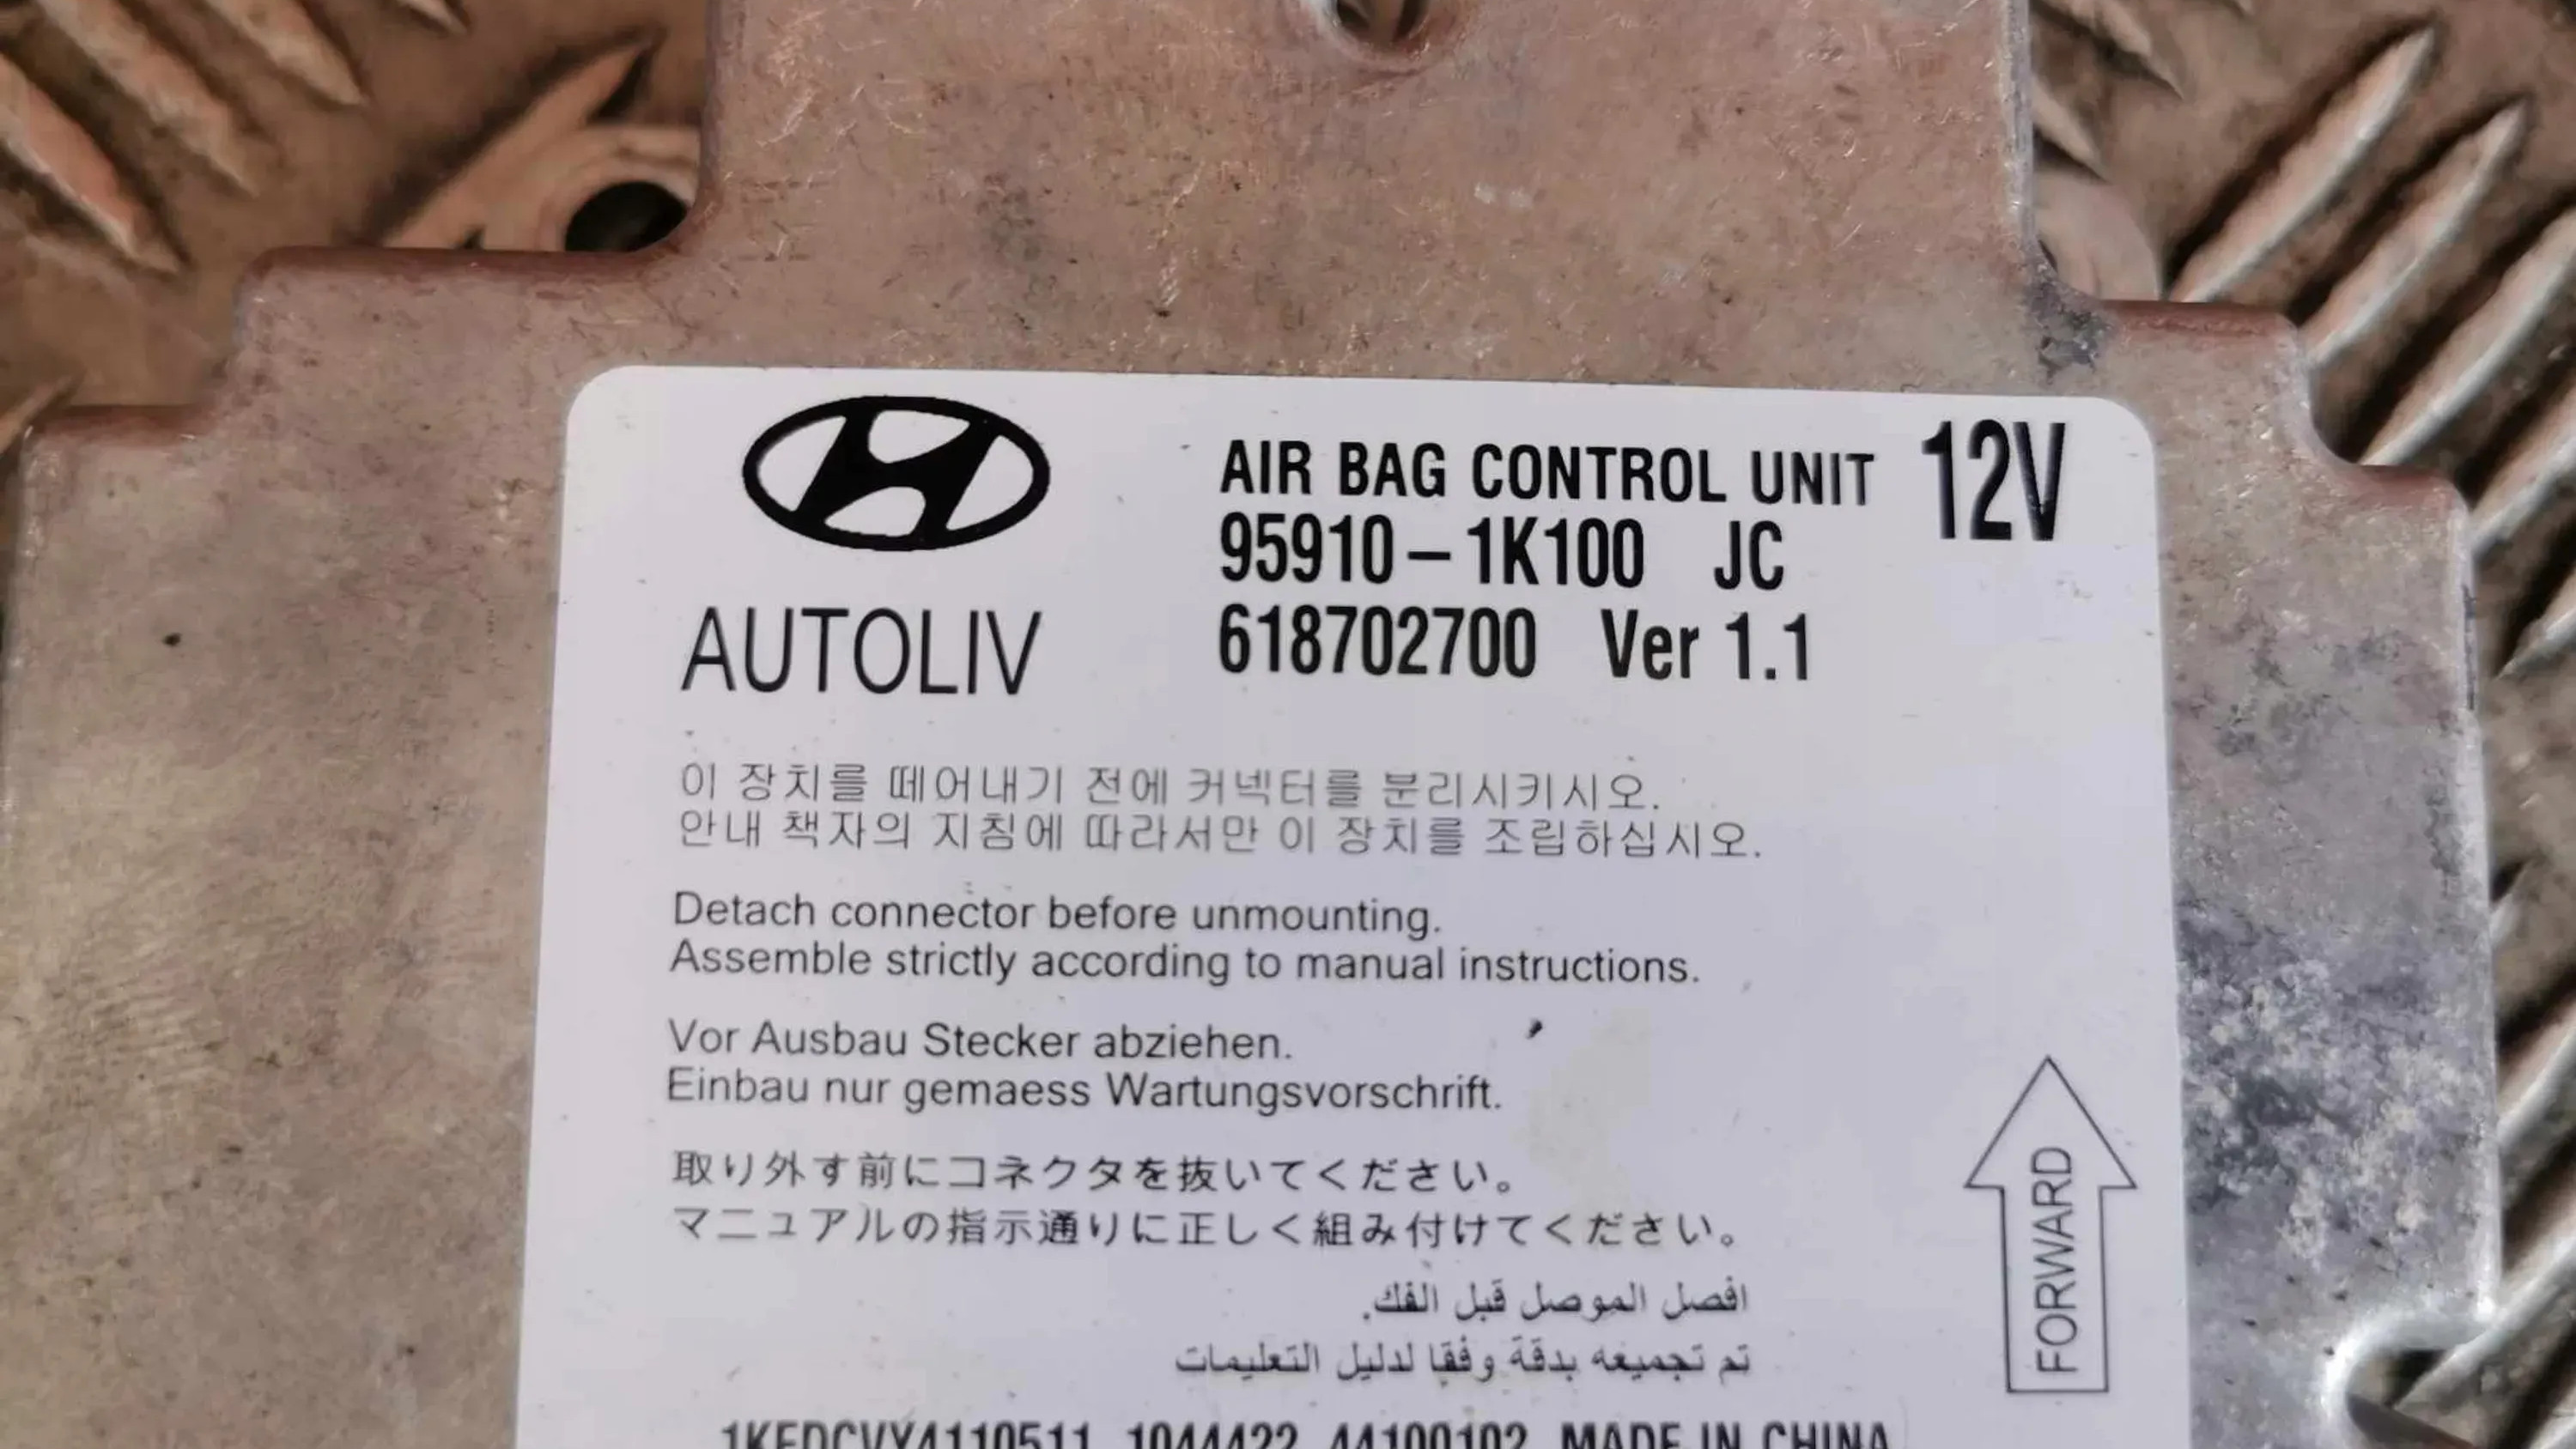 AIR BAG CONTROL UNIT 12V
95910-1K100 JC
AUTOLIV
618702700 Ver 1.1
이 장치를 떼어내기 전에 커넥터를 분리시키시오.
안내 책자의 지침에 따라서만 이 장치를 조립하십시오.
Detach connector before unmounting.
Assemble strictly according to manual instructions.
Vor Ausbau Stecker abziehen.
Einbau nur gemaess Wartungsvorschrift.
取り外す前にコネクタを抜いてください。
マニュアルの指示通りに正しく組み付けてください。
افصل الموصل قبل الفك.
تم تجميعه بدقة وفقا لدليل التعليمات
FORWARD
1044422 44100102 MADE IN CHINA